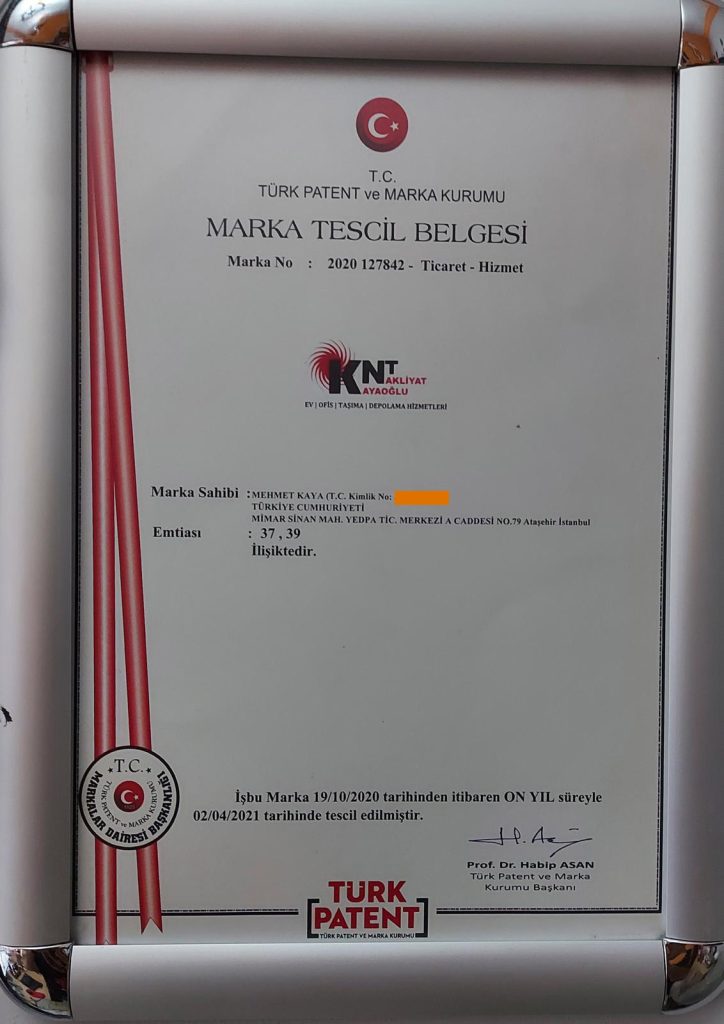 T.C.
TÜRK PATENT ve MARKA KURUMU
MARKA TESCİL BELGESİ
Marka No : 2020 127842 - Ticaret - Hizmet
KNT
AKLİYAT
AYAOĞLU
EV | OFİS | TAŞIMA | DEPOLAMA HİZMETLERİ
Marka Sahibi : MEHMET KAYA (T.C. Kimlik No:
TÜRKİYE CUMHURİYETİ
MİMAR SİNAN MAH. YEDPA TİC. MERKEZİ A CADDESİ NO.79 Ataşehir İstanbul
Emtiası : 37 , 39
İlişiktedir.
T.C.
TÜRK PATENT ve MARKA KURUMU
MARKALAR DAİRESİ BAŞKANLIĞI
İşbu Marka 19/10/2020 tarihinden itibaren ON YIL süreyle
02/04/2021 tarihinde tescil edilmiştir.
Prof. Dr. Habip ASAN
Türk Patent ve Marka
Kurumu Başkanı
TÜRK
PATENT
TÜRK PATENT VE MARKA KURUMU